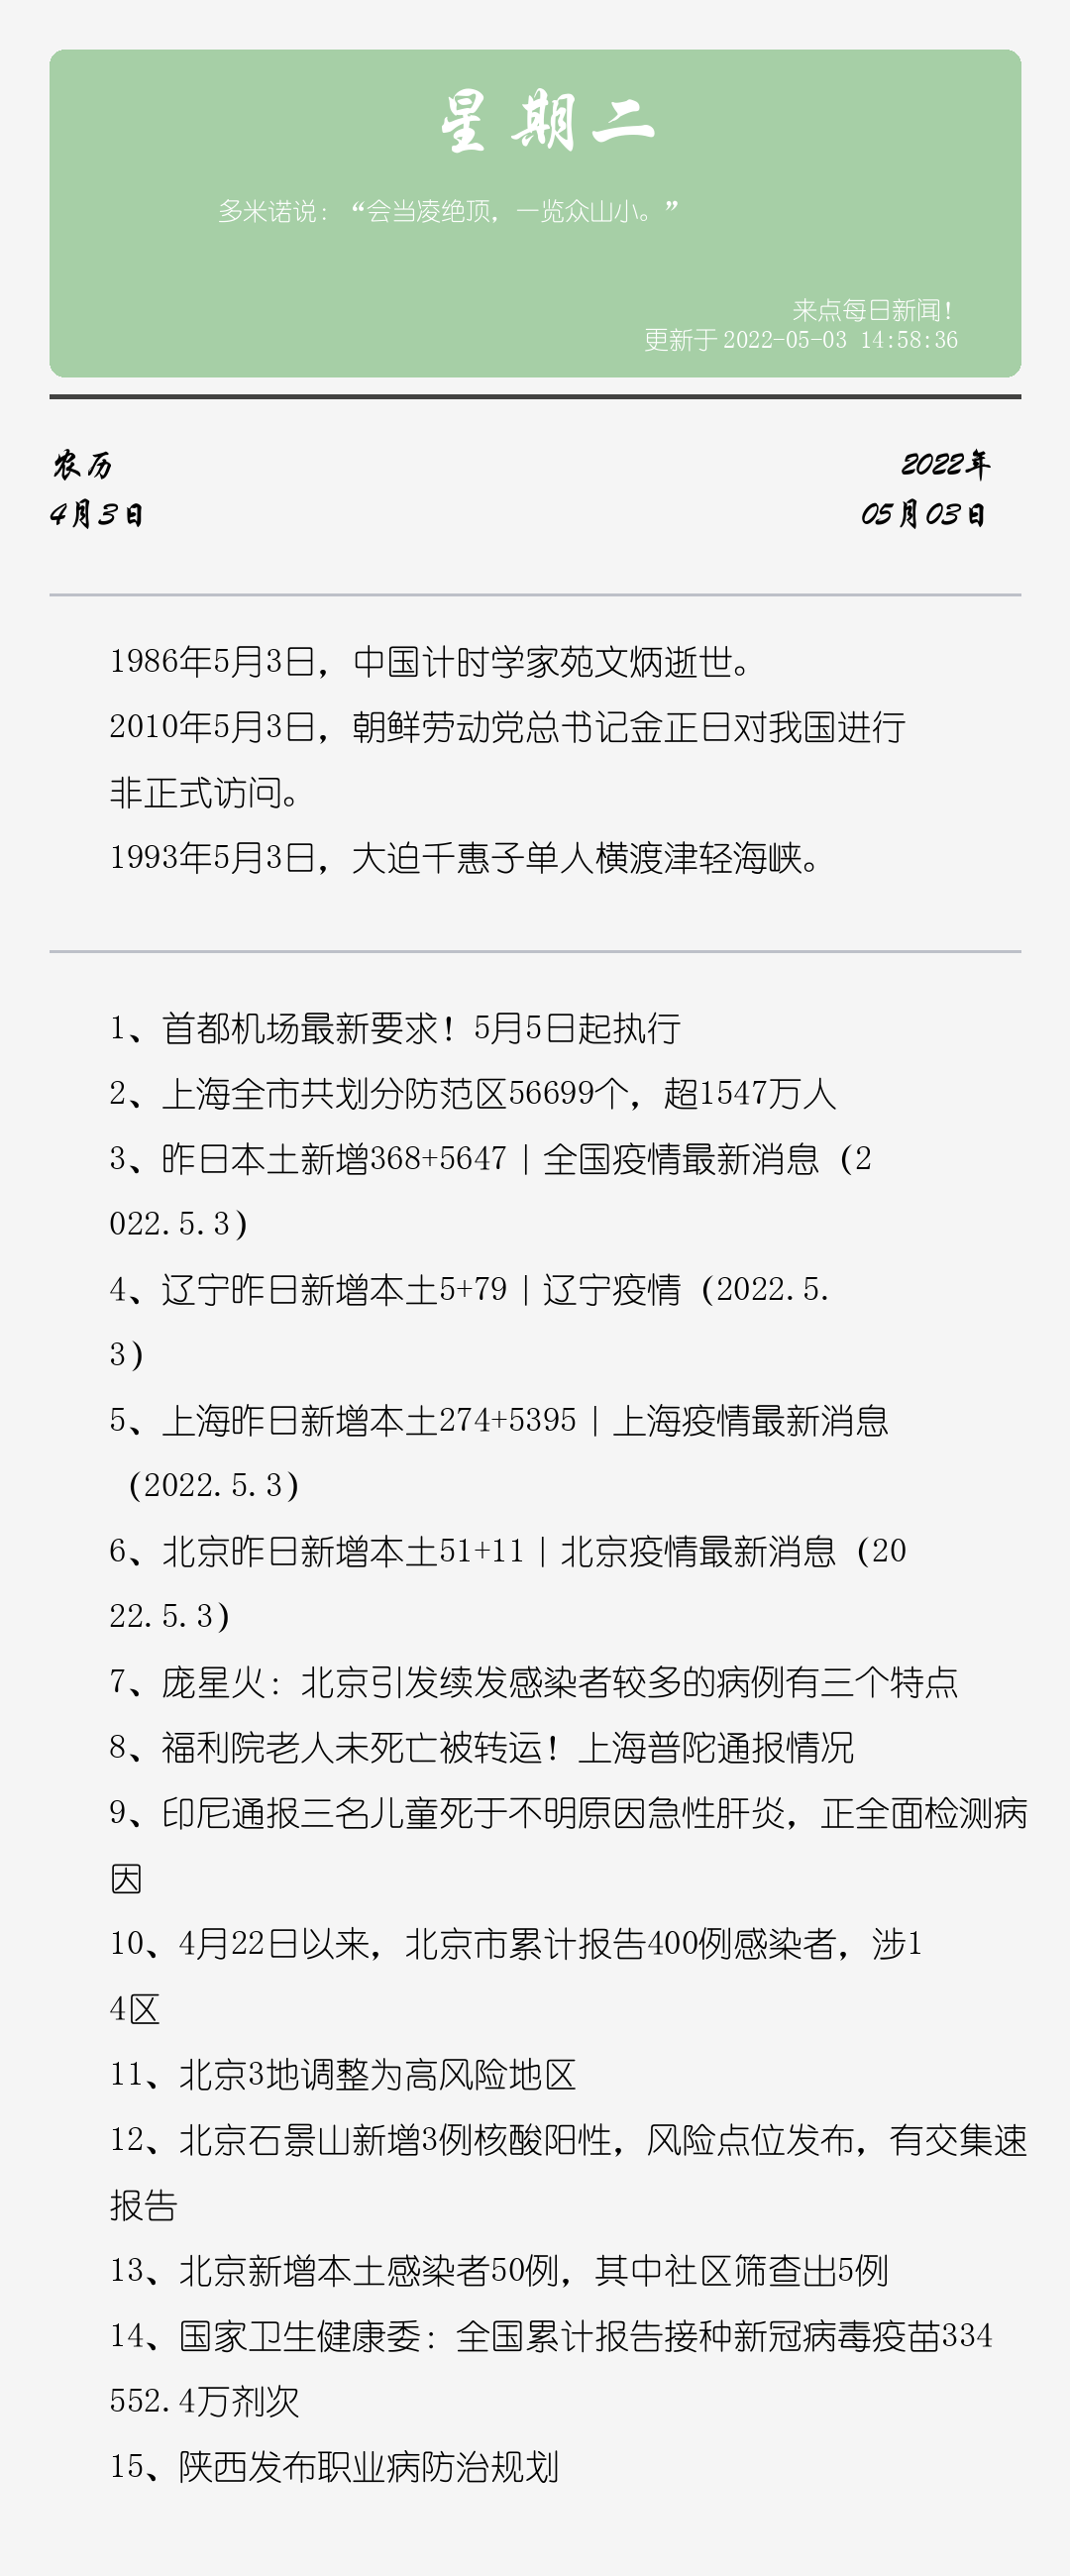 星期二
多米诺说：“会当凌绝顶，一览众山小。”
来点每日新闻！
更新于 2022-05-03 14:58:36
农历
2022年
4月3日
05月03日
1986年5月3日，中国计时学家苑文炳逝世。
2010年5月3日，朝鲜劳动党总书记金正日对我国进行
非正式访问。
1993年5月3日，大迫千惠子单人横渡津轻海峡。
1、首都机场最新要求！5月5日起执行
2、上海全市共划分防范区56699个，超1547万人
3、昨日本土新增368+5647｜全国疫情最新消息（2
022.5.3）
4、辽宁昨日新增本土5+79｜辽宁疫情（2022.5.
3）
5、上海昨日新增本土274+5395｜上海疫情最新消息
（2022.5.3）
6、北京昨日新增本土51+11｜北京疫情最新消息（20
22.5.3）
7、庞星火：北京引发续发感染者较多的病例有三个特点
8、福利院老人未死亡被转运！上海普陀通报情况
9、印尼通报三名儿童死于不明原因急性肝炎，正全面检测病
因
10、4月22日以来，北京市累计报告400例感染者，涉1
4区
11、北京3地调整为高风险地区
12、北京石景山新增3例核酸阳性，风险点位发布，有交集速
报告
13、北京新增本土感染者50例，其中社区筛查出5例
14、国家卫生健康委：全国累计报告接种新冠病毒疫苗334
552.4万剂次
15、陕西发布职业病防治规划